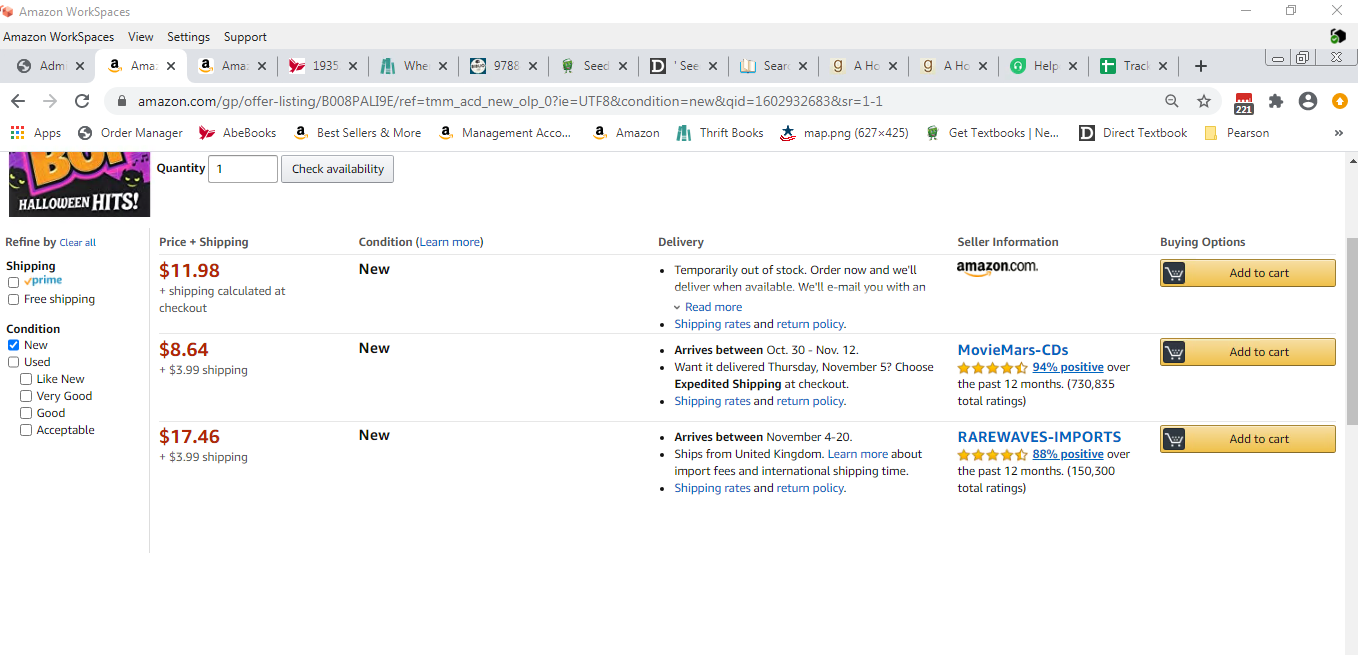 Amazon WorkSpaces
Amazon WorkSpaces View Settings Support
Adm Ama Ama 1935 Whe 9788 Seed D ' See Sear g A Ho g A Ho Help Track
amazon.com/gp/offer-listing/B008PALI9E/ref=tmm_acd_new_olp_0?ie=UTF8&condition=new&qid=1602932683&sr=1-1 221
Apps Order Manager AbeBooks Best Sellers & More Management Acco... Amazon Thrift Books map.png (627×425) Get Textbooks | Ne... Direct Textbook Pearson »
HALLOWEEN HITS!
Quantity 1 Check availability
Refine by Clear all
Shipping
prime
Free shipping
Condition
New
Used
Like New
Very Good
Good
Acceptable
Price + Shipping Condition (Learn more) Delivery Seller Information Buying Options
$11.98 New
+ shipping calculated at
checkout
Temporarily out of stock. Order now and we'll
deliver when available. We'll e-mail you with an
Read more
Shipping rates and return policy.
amazon.com.
Add to cart
$8.64 New
+ $3.99 shipping
Arrives between Oct. 30 - Nov. 12.
Want it delivered Thursday, November 5? Choose
Expedited Shipping at checkout.
Shipping rates and return policy.
MovieMars-CDs
94% positive over
the past 12 months. (730,835
total ratings)
Add to cart
$17.46 New
+ $3.99 shipping
Arrives between November 4-20.
Ships from United Kingdom. Learn more about
import fees and international shipping time.
Shipping rates and return policy.
RAREWAVES-IMPORTS
88% positive over
the past 12 months. (150,300
total ratings)
Add to cart